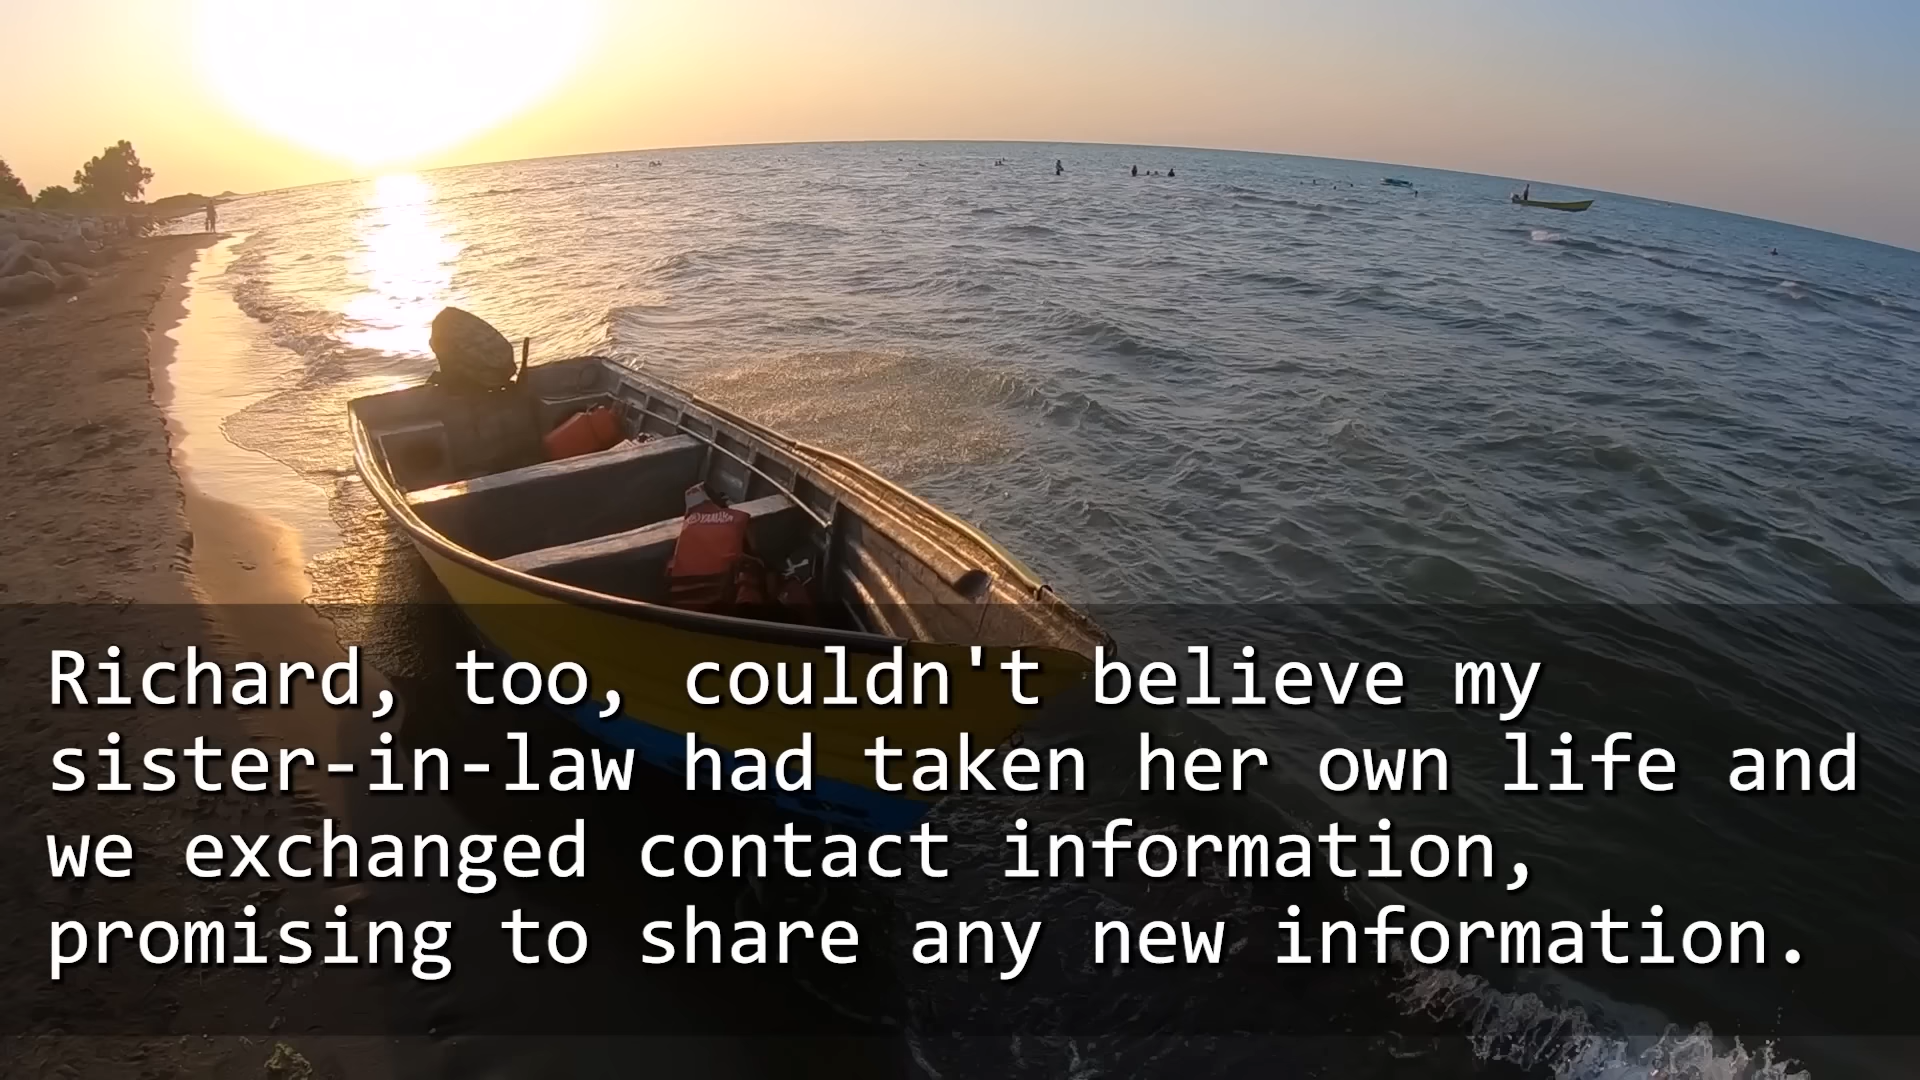 Richard, too, couldn't believe my
sister-in-law had taken her own life and
we exchanged contact information,
promising to share any new information.